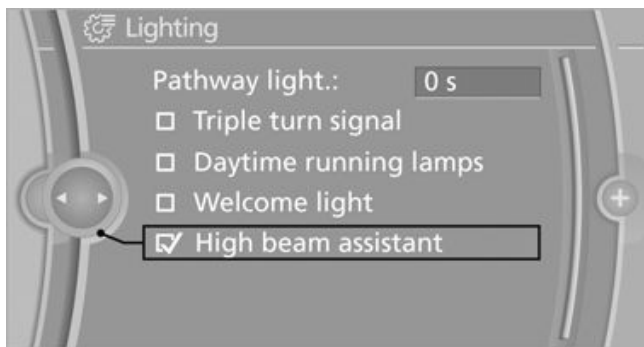 Lighting
Pathway light.: 0 s
Triple turn signal
Daytime running lamps
Welcome light
High beam assistant